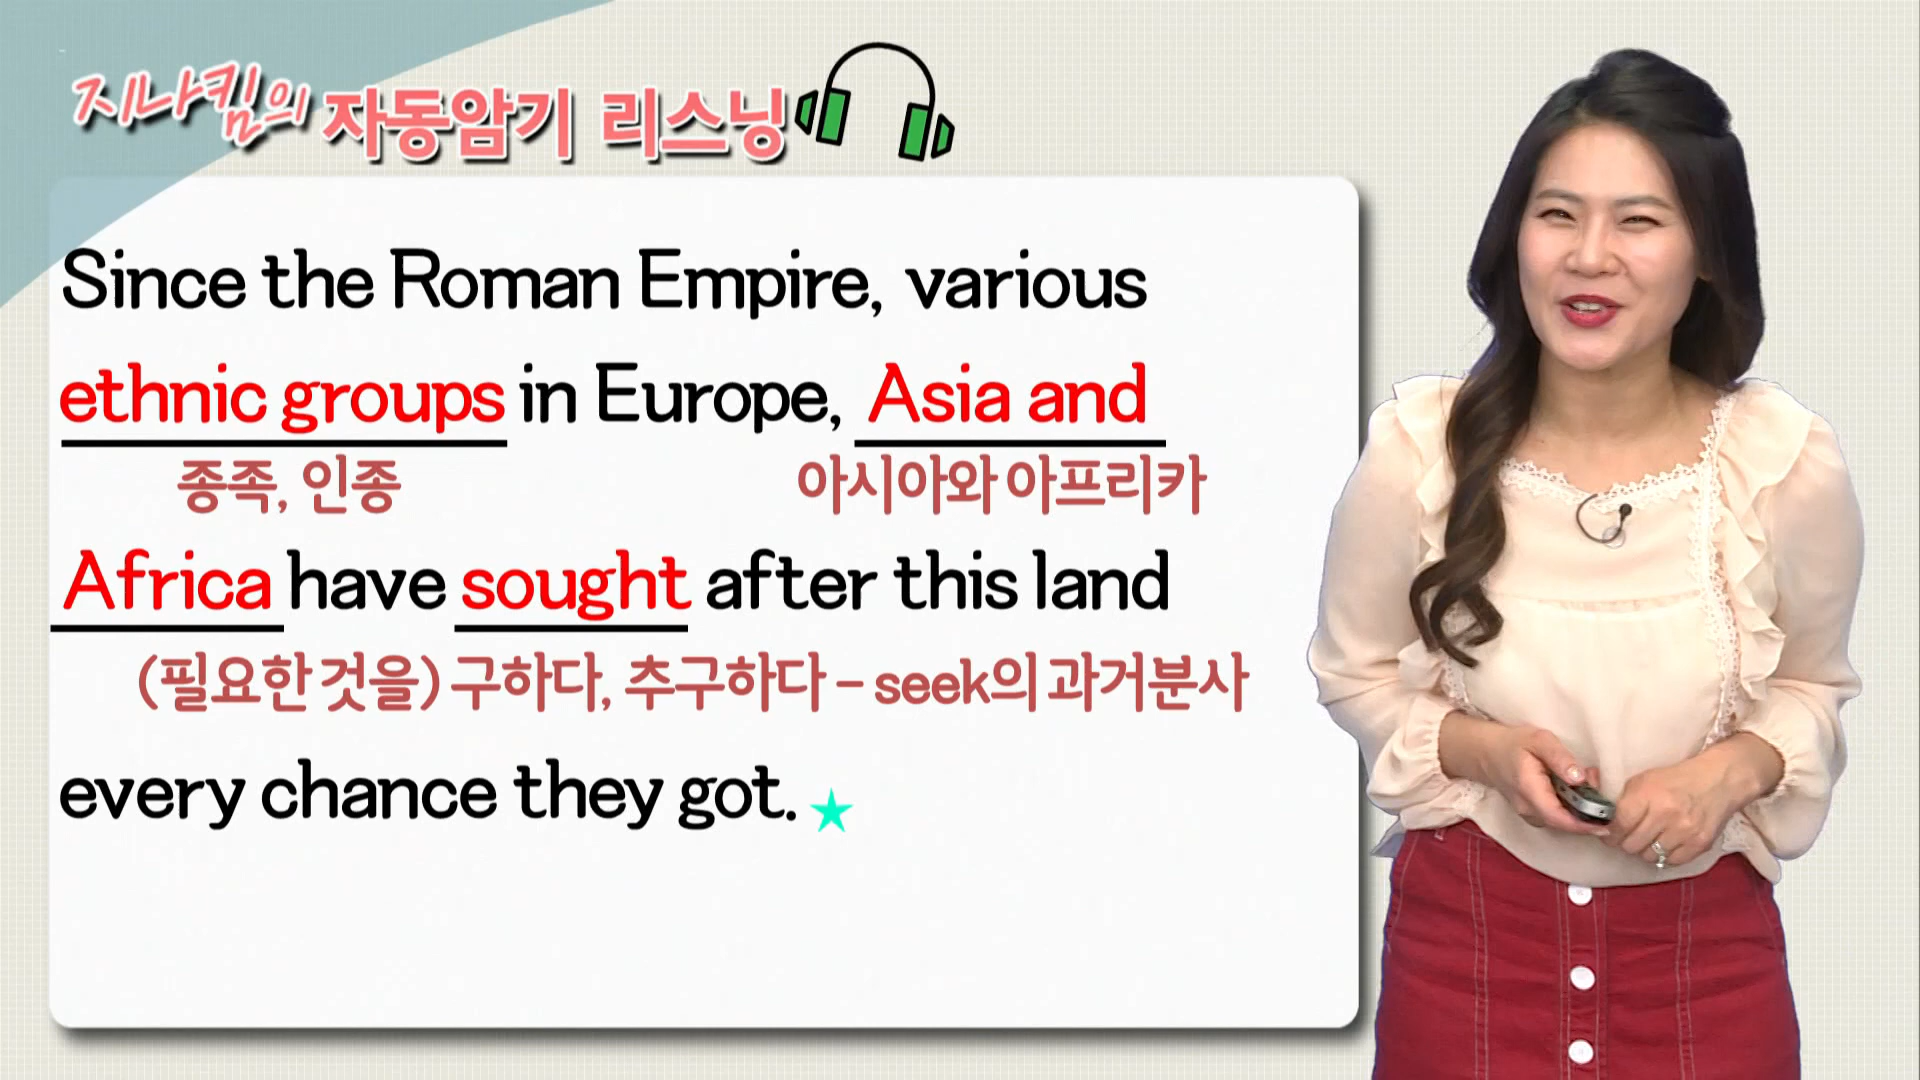 지나킴의 자동암기 리스닝
Since the Roman Empire, various
ethnic groups in Europe, Asia and
종족, 인종 아시아와 아프리카
Africa have sought after this land
(필요한 것을) 구하다, 추구하다 - seek의 과거분사
every chance they got.